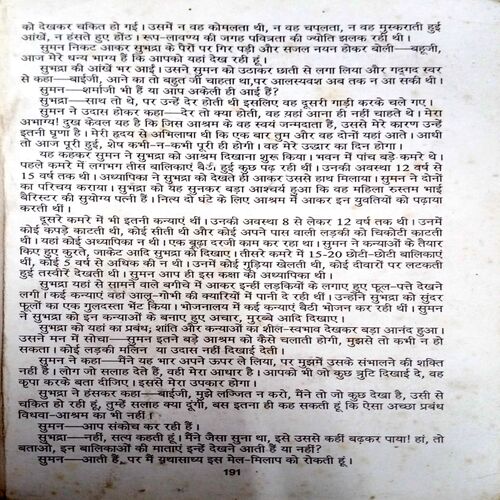 को देखकर चकित हो गई। उसमें न वह कोमलता थी, न वह चपलता, न वह मुस्कराती हुई
आंखें, न हंसते हुए होंठ। रूप-लावण्य की जगह पवित्रता की ज्योति झलक रही थी।
सुमन निकट आकर सुभद्रा के पैरों पर गिर पड़ी और सजल नयन होकर बोली—बहूजी,
आज मेरे धन्य भाग्य हैं कि आपको यहां देख रही हूं।
सुभद्रा की आंखें भर आईं। उसने सुमन को उठाकर छाती से लगा लिया और गद्गद स्वर
से कहा—बाईजी, आने का तो बहुत जी चाहता था,पर आलस्यवश अब तक न आ सकी थी।
सुमन—शर्माजी भी हैं या आप अकेली ही आई हैं?
सुभद्रा—साथ तो थे, पर उन्हें देर होती थी इसलिए वह दूसरी गाड़ी करके चले गए।
सुमन ने उदास होकर कहा—देर तो क्या होती, वह यहां आना ही नहीं चाहते थे। मेरा
अभाग्य! दुख केवल यह है कि जिस आश्रम के वह स्वयं जन्मदाता हैं, उससे मेरे कारण उन्हें
इतनी घृणा है। मेरी हृदय से अभिलाषा थी कि एक बार तुम और वह दोनों यहां आते। आधी
तो आज पूरी हुई, शेष कभी-न-कभी पूरी ही होगी। वह मेरे उद्धार का दिन होगा।
यह कहकर सुमन ने सुभद्रा को आश्रम दिखाना शुरू किया। भवन में पांच बड़े कमरे थे।
पहले कमरे में लगभग तीस बालिकाएं बैठी हुई कुछ पढ़ रही थीं। उनकी अवस्था 12 वर्ष से
15 वर्ष तक थी। अध्यापिका ने सुभद्रा को देखते ही आकर उससे हाथ मिलाया। सुमन ने दोनों
का परिचय कराया। सुभद्रा को यह सुनकर बड़ा आश्चर्य हुआ कि वह महिला रुस्तम भाई
बैरिस्टर की सुयोग्य पत्नी हैं। नित्य दो घंटे के लिए आश्रम में आकर इन युवतियों को पढ़ाया
करती थीं।
दूसरे कमरे में भी इतनी कन्याएं थीं। उनकी अवस्था 8 से लेकर 12 वर्ष तक थी। उनमें
कोई कपड़े काटती थी, कोई सीती थी और कोई अपने पास वाली लड़की को चिकोटी काटती
थी। यहां कोई अध्यापिका न थी। एक बूढ़ा दरजी काम कर रहा था। सुमन ने कन्याओं के तैयार
किए हुए कुरते, जाकेट आदि सुभद्रा को दिखाए। तीसरे कमरे में 15-20 छोटी-छोटी बालिकाएं
थीं, कोई 5 वर्ष से अधिक की न थी। उनमें कोई गुड़िया खेलती थी, कोई दीवारों पर लटकती
हुई तस्वीरें देखती थी। सुमन आप ही इस कक्षा की अध्यापिका थी।
सुभद्रा यहां से सामने वाले बगीचे में आकर इन्हीं लड़कियों के लगाए हुए फूल-पत्ते देखने
लगी। कई कन्याएं वहां आलू-गोभी की क्यारियों में पानी दे रही थीं। उन्होंने सुभद्रा को सुंदर
फूलों का एक गुलदस्ता भेंट किया। भोजनालय में कई कन्याएं बैठी भोजन कर रही थीं। सुमन
ने सुभद्रा को इन कन्याओं के बनाए हुए अचार, मुरब्बे आदि दिखाए।
सुभद्रा को यहां का प्रबंध; शांति और कन्याओं का शील-स्वभाव देखकर बड़ा आनंद हुआ।
उसने मन में सोचा—सुमन इतने बड़े आश्रम को कैसे चलाती होगी, मुझसे तो कभी न हो
सकता। कोई लड़की मलिन या उदास नहीं दिखाई देती।
सुमन ने कहा—मैंने यह भार अपने ऊपर ले लिया, पर मुझमें उसके संभालने की शक्ति
नहीं है। लोग जो सलाह देते हैं, वही मेरा आधार है। आपको भी जो कुछ त्रुटि दिखाई दे, वह
कृपा करके बता दीजिए। इससे मेरा उपकार होगा।
सुभद्रा ने हंसकर कहा—बाईजी, मुझे लज्जित न करो, मैंने तो जो कुछ देखा है, उसी से
चकित हो रही हूं, तुम्हें सलाह क्या दूंगी, बस इतना ही कह सकती हूं कि ऐसा अच्छा प्रबंध
विधवा-आश्रम का भी नहीं।
सुमन—आप संकोच कर रही हैं।
सुभद्रा—नहीं, सत्य कहती हूं। मैंने जैसा सुना था, इसे उससे कहीं बढ़कर पाया! हां, तो
बताओ, इन बालिकाओं की माताएं इन्हें देखने आती हैं या नहीं?
सुमन—आती हैं, पर मैं यथासाध्य इस मेल-मिलाप को रोकती हूं।
191